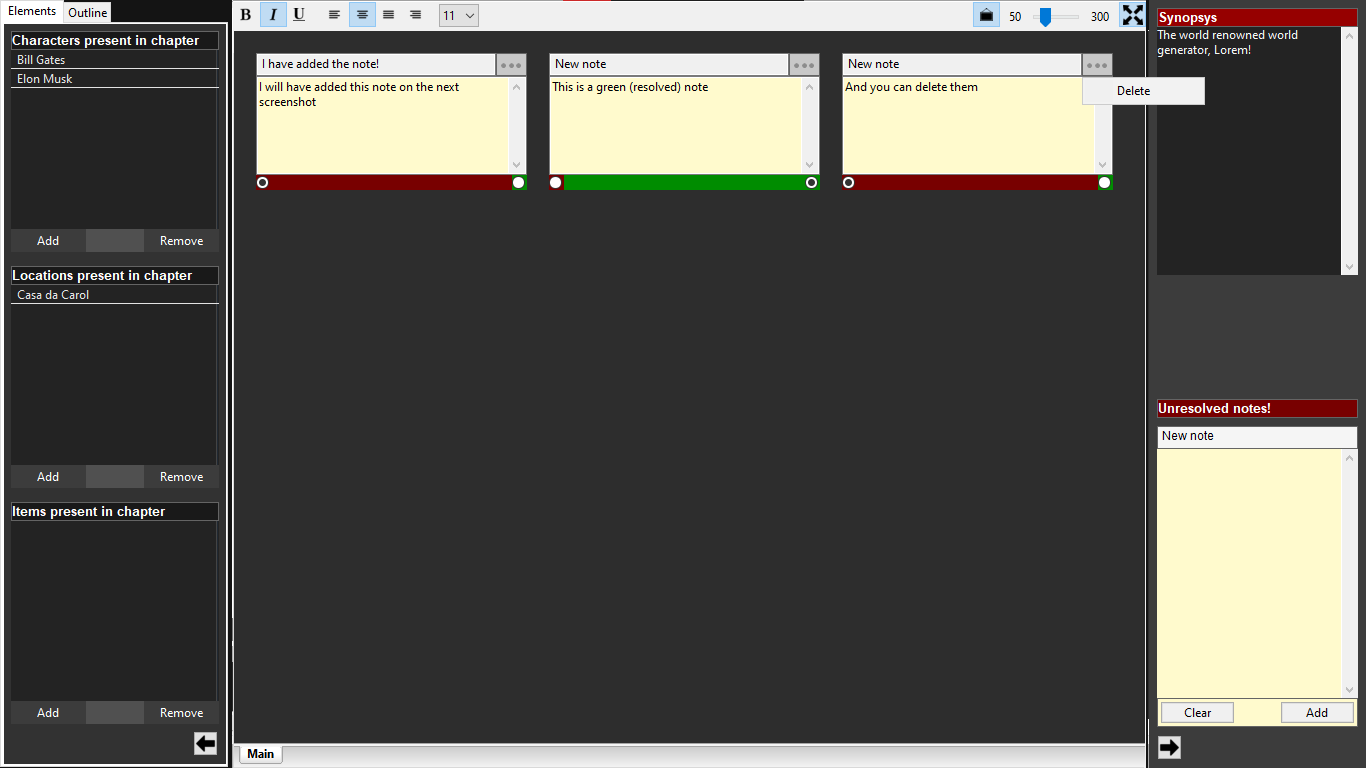 Elements
Outline
Characters present in chapter
Bill Gates
Elon Musk
Add
Remove
Locations present in chapter
Casa da Carol
Add
Remove
Items present in chapter
Add
Remove
B I U
11
50
300
I have added the note!
I will have added this note on the next
screenshot
New note
This is a green (resolved) note
New note
And you can delete them
Delete
Main
Synopsys
The world renowned world
generator, Lorem!
Unresolved notes!
New note
Clear
Add